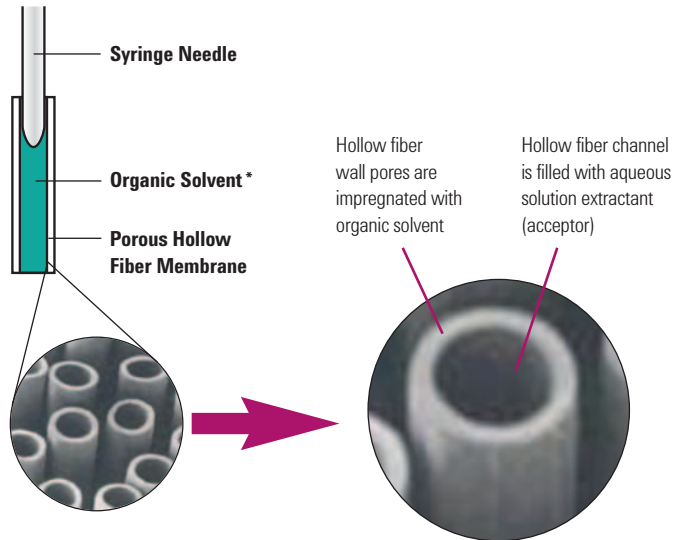 Syringe Needle
Organic Solvent *
Porous Hollow
Fiber Membrane
Hollow fiber
wall pores are
impregnated with
organic solvent
Hollow fiber channel
is filled with aqueous
solution extractant
(acceptor)